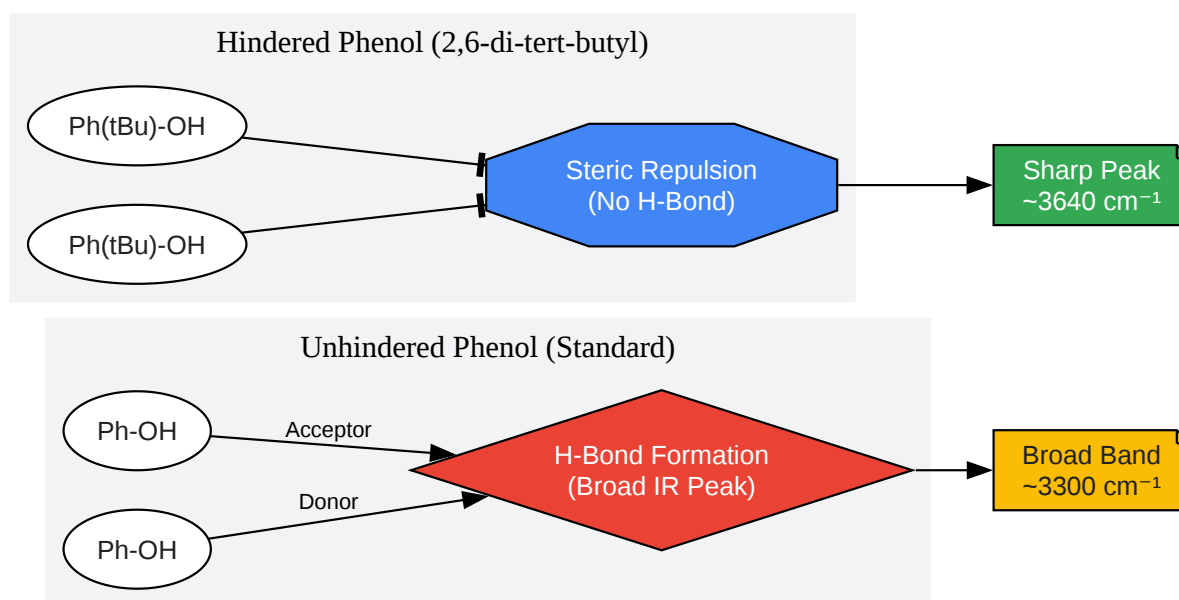 Hindered Phenol (2,6-di-tert-butyl)
Ph(tBu)-OH
Ph(tBu)-OH
Steric Repulsion
(No H-Bond)
Sharp Peak
~3640 cm⁻¹
Unhindered Phenol (Standard)
Ph-OH
Acceptor
Ph-OH
Donor
H-Bond Formation
(Broad IR Peak)
Broad Band
~3300 cm⁻¹